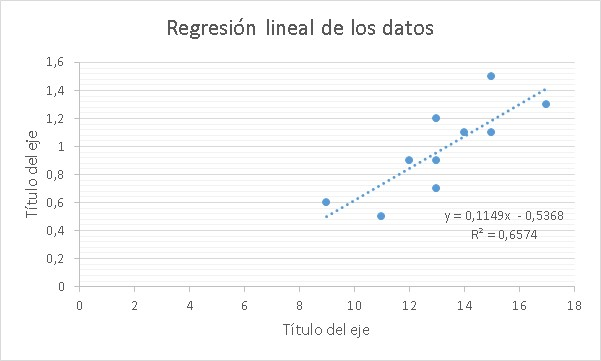 Regresión lineal de los datos
1,6
1,4
1,2
1
0,8
0,6
0,4
0,2
0
Título del eje
y = 0,1149x - 0,5368
R² = 0,6574
0 2 4 6 8 10 12 14 16 18
Título del eje